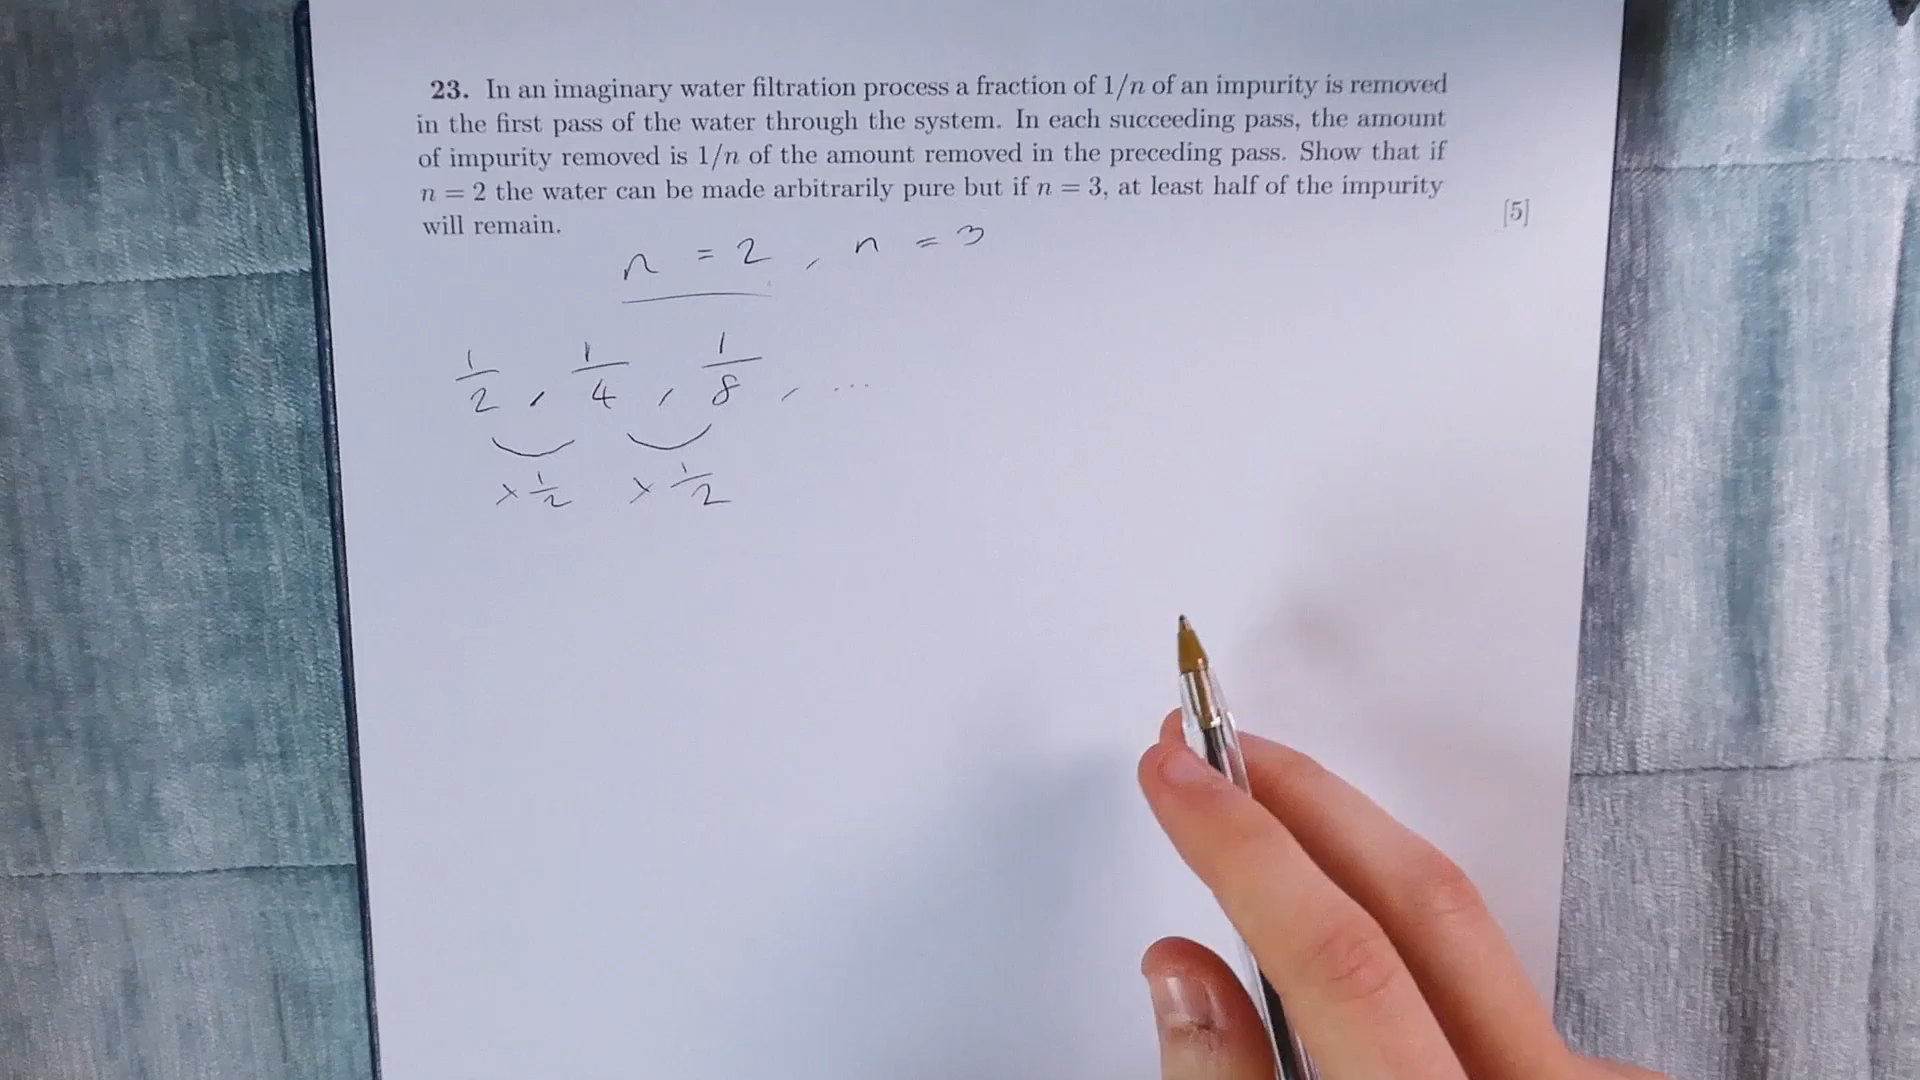 23. In an imaginary water filtration process a fraction of 1/n of an impurity is removed
in the first pass of the water through the system. In each succeeding pass, the amount
of impurity removed is 1/n of the amount removed in the preceding pass. Show that if
n = 2 the water can be made arbitrarily pure but if n = 3, at least half of the impurity
will remain.
[5]
n = 2 , n = 3
1/2 , 1/4 , 1/8 , ...
×1/2 ×1/2